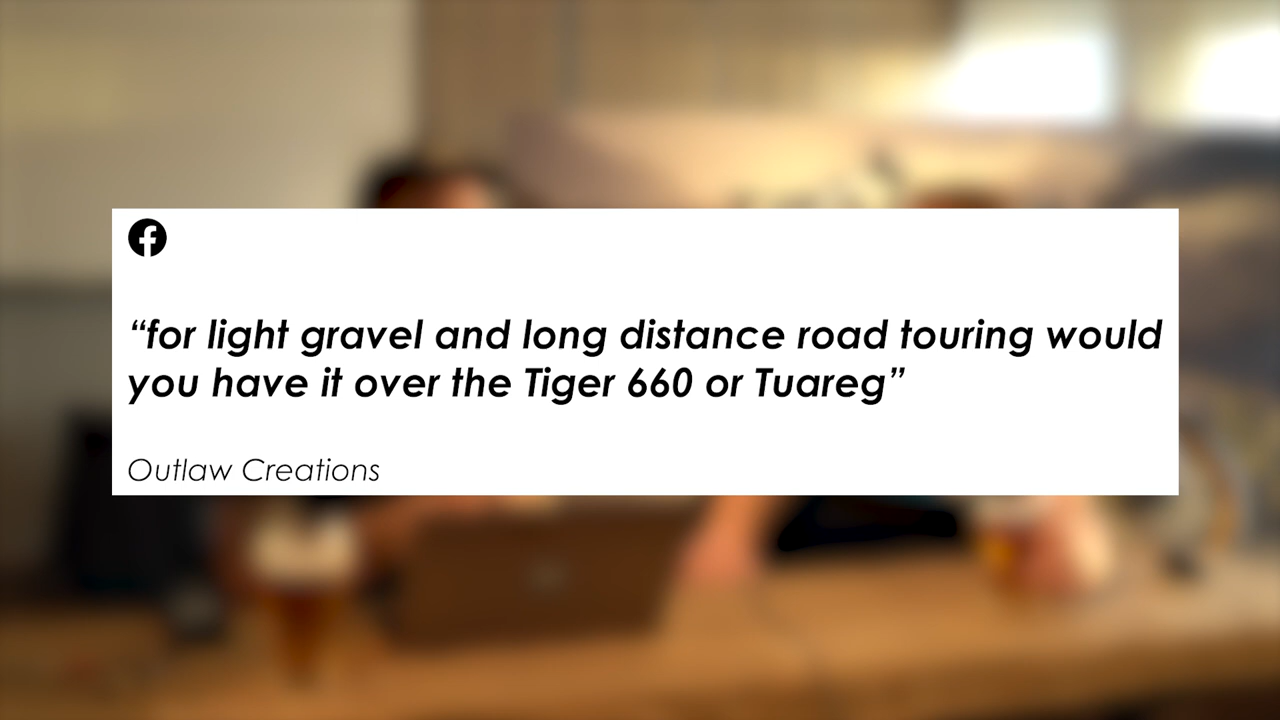 “for light gravel and long distance road touring would
you have it over the Tiger 660 or Tuareg”
Outlaw Creations